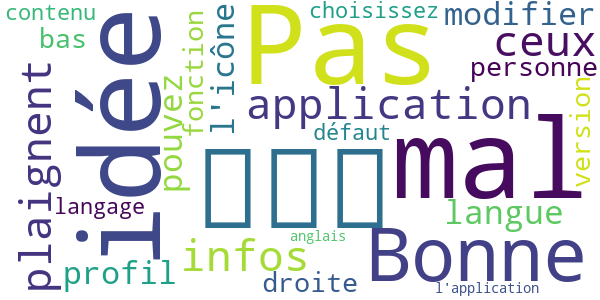 contenu
choisissez
modifier
bas
idée
fonction
l'icône
Pas
ceux
personne
plaignent
pouvez
application
version
défaut
mal
langage
langue
infos
anglais
Bonne
profil
droite
l'application